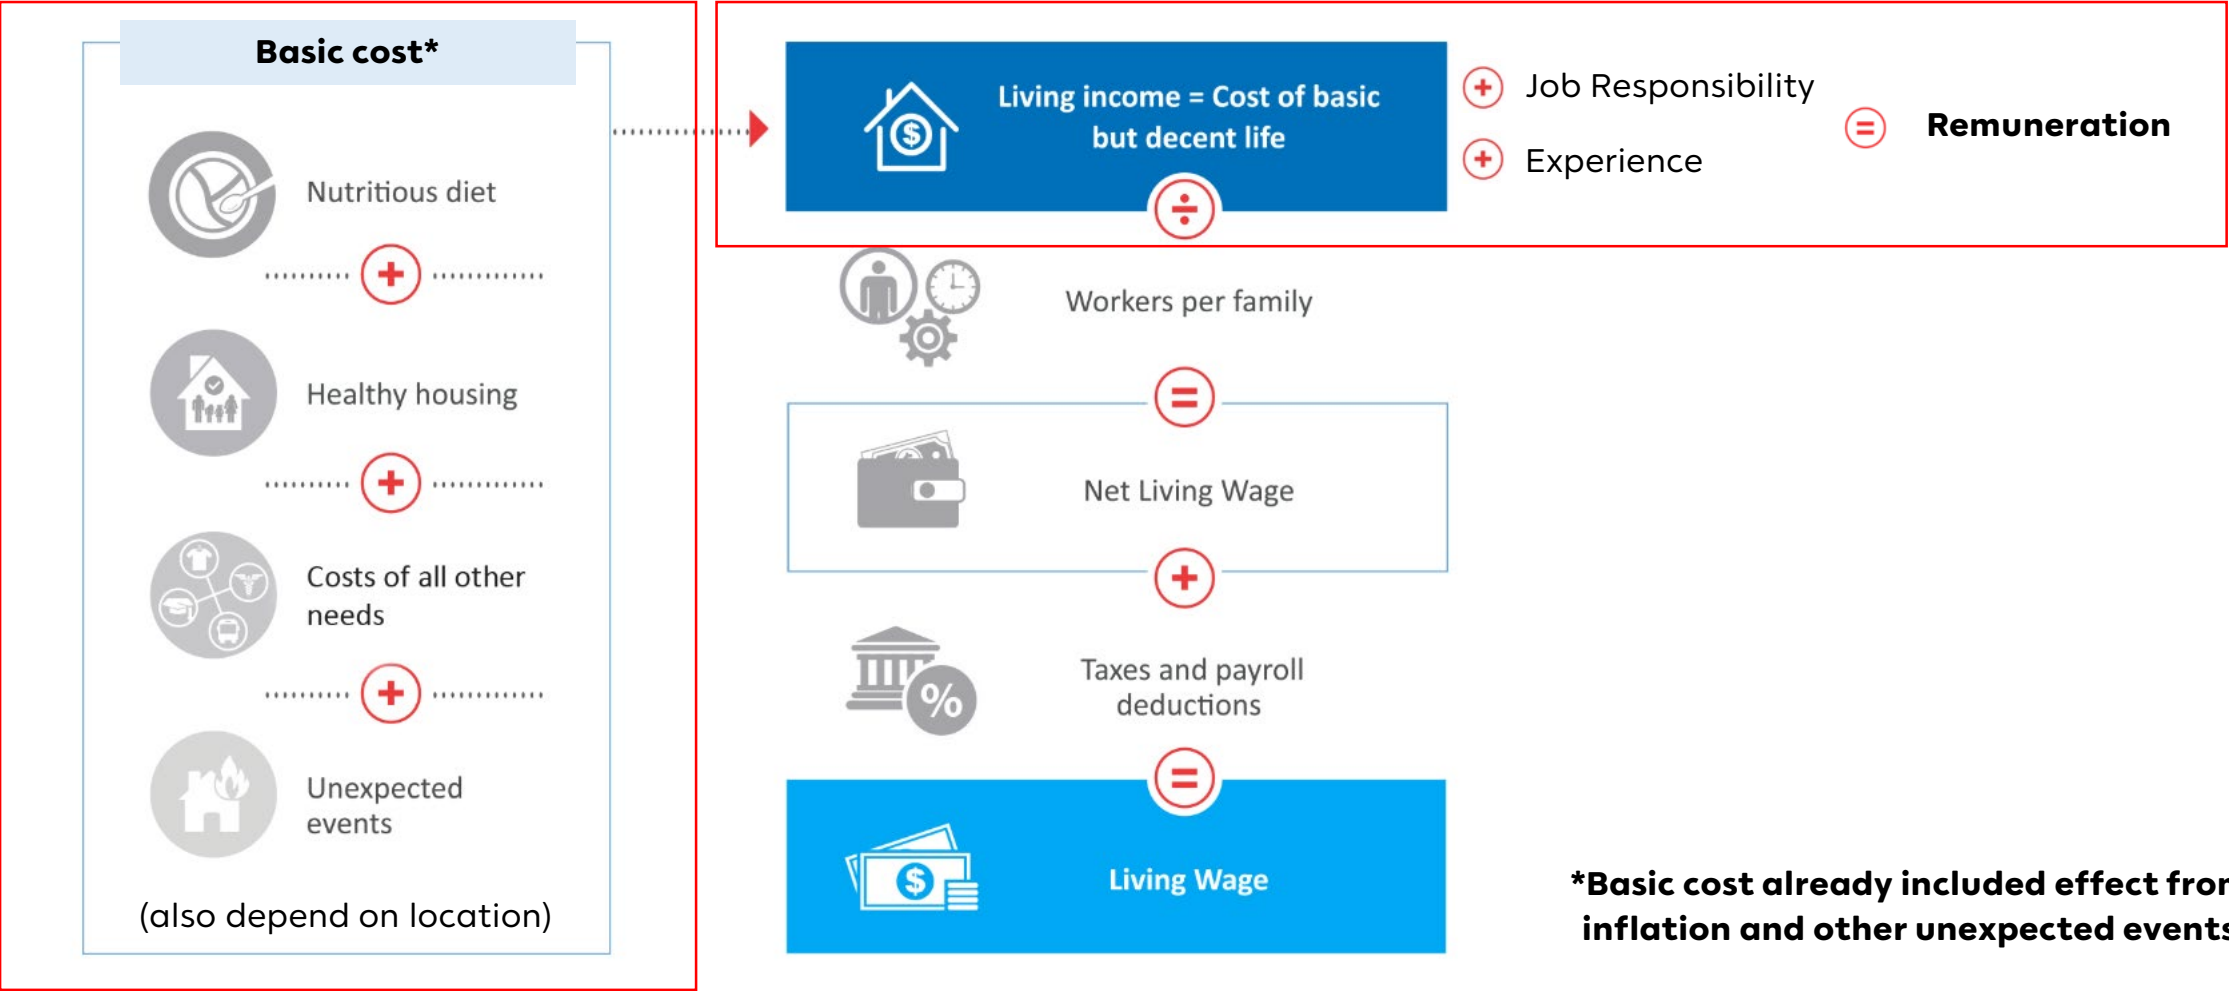 Basic cost*
Nutritious diet
+
Healthy housing
+
Costs of all other
needs
+
Unexpected
events
(also depend on location)
Living income = Cost of basic
but decent life
$
+ Job Responsibility
+ Experience
= Remuneration
÷
Workers per family
=
Net Living Wage
+
Taxes and payroll
deductions
%
=
Living Wage
$
*Basic cost already included effect
inflation and other unexpected events